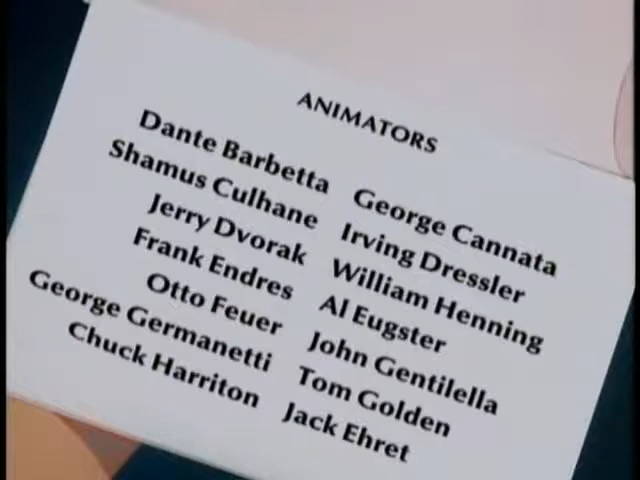 ANIMATORS
Dante Barbetta George Cannata
Shamus Culhane Irving Dressler
Jerry Dvorak William Henning
Frank Endres Al Eugster
Otto Feuer John Gentilella
George Germanetti Tom Golden
Chuck Harriton Jack Ehret